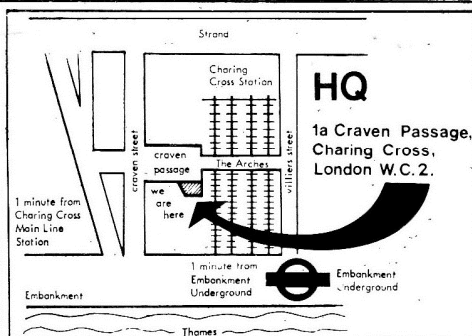 Strand
Charing
Cross Station
HQ
1a Craven Passage,
Charing Cross,
London W.C.2.
craven street
craven
passage
The Arches
villiers street
we
are
here
1 minute from
Charing Cross
Main Line
Station
1 minute from
Embankment
Underground
Embankment
Underground
Embankment
Thames